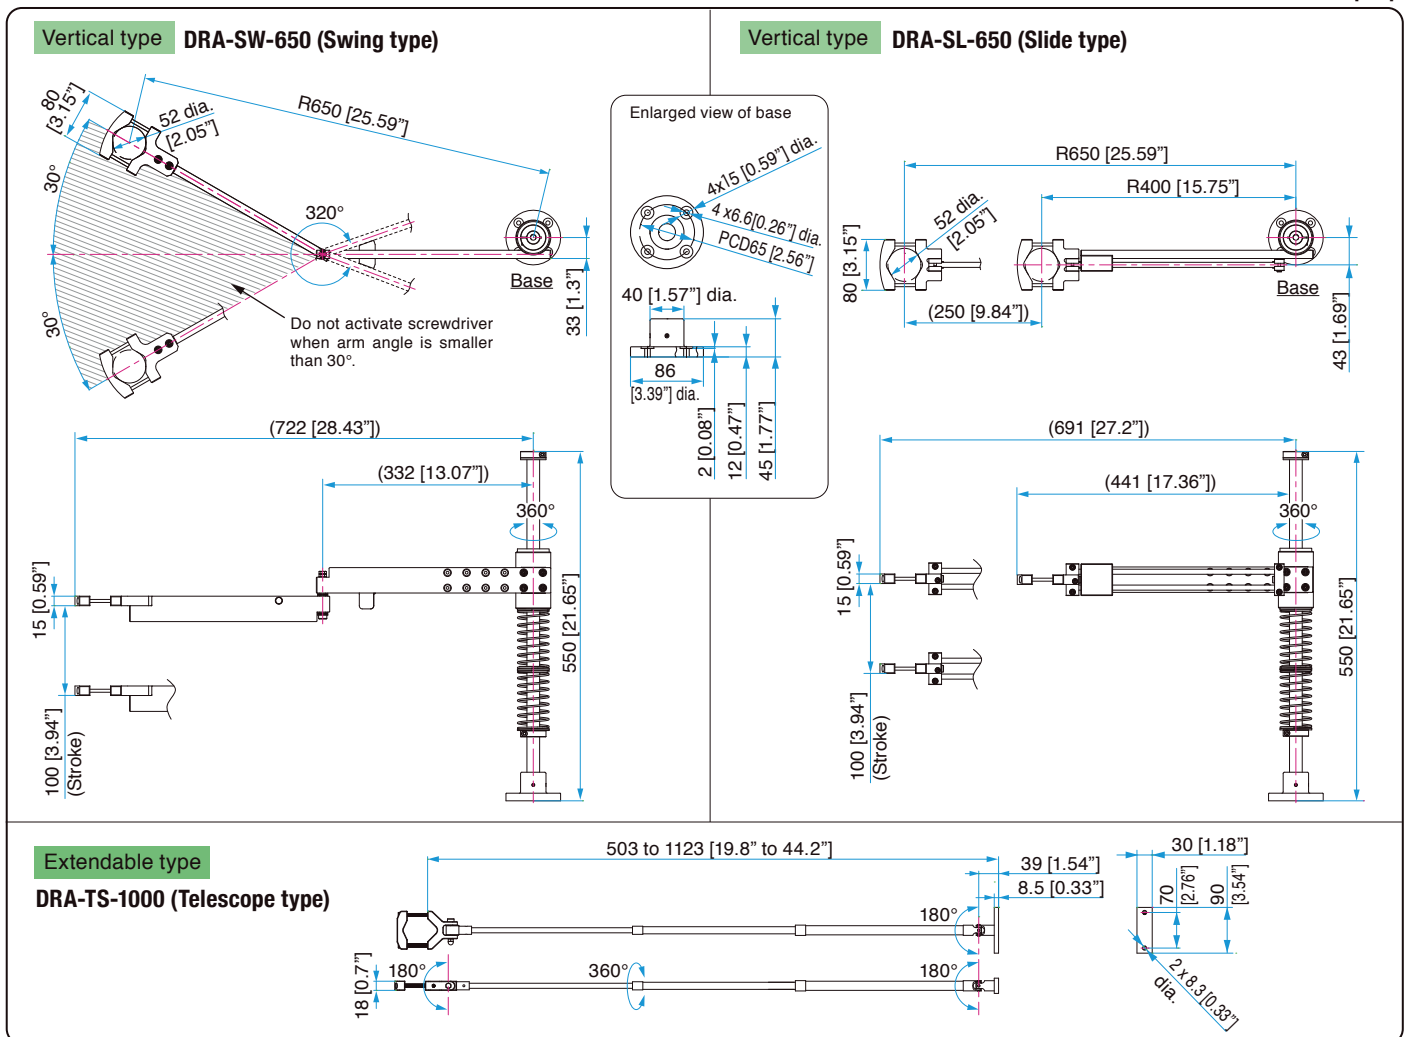 Vertical type DRA-SW-650 (Swing type)
80
[3.15”]
52 dia.
[2.05”]
R650 [25.59”]
30°
30°
320°
Base
33 [1.3”]
Do not activate screwdriver
when arm angle is smaller
than 30°.
(722 [28.43”])
(332 [13.07”])
360°
15 [0.59”]
100 [3.94”]
(Stroke)
550 [21.65”]
Enlarged view of base
4x15 [0.59”] dia.
4 x6.6[0.26”] dia.
PCD65 [2.56”]
40 [1.57”] dia.
86
[3.39”] dia.
2 [0.08”]
12 [0.47”]
45 [1.77”]
Vertical type DRA-SL-650 (Slide type)
R650 [25.59”]
R400 [15.75”]
52 dia.
[2.05”]
80 [3.15”]
(250 [9.84”])
Base
43 [1.69”]
(691 [27.2”])
(441 [17.36”])
360°
15 [0.59”]
100 [3.94”]
(Stroke)
550 [21.65”]
Extendable type
DRA-TS-1000 (Telescope type)
503 to 1123 [19.8” to 44.2”]
39 [1.54”]
8.5 [0.33”]
180°
18 [0.7”]
180°
360°
180°
30 [1.18”]
70
[2.76”]
90
[3.54”]
2 x 8.3 [0.33”]
dia.